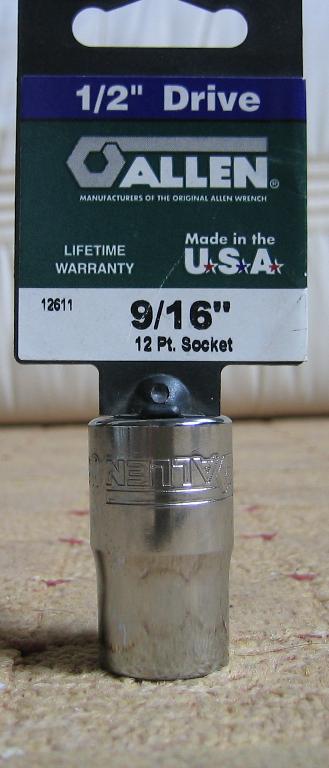 1/2" Drive
ALLEN®
MANUFACTURERS OF THE ORIGINAL ALLEN WRENCH
LIFETIME
WARRANTY
Made in the
U.S.A.
12611
9/16"
12 Pt. Socket
ALLEN